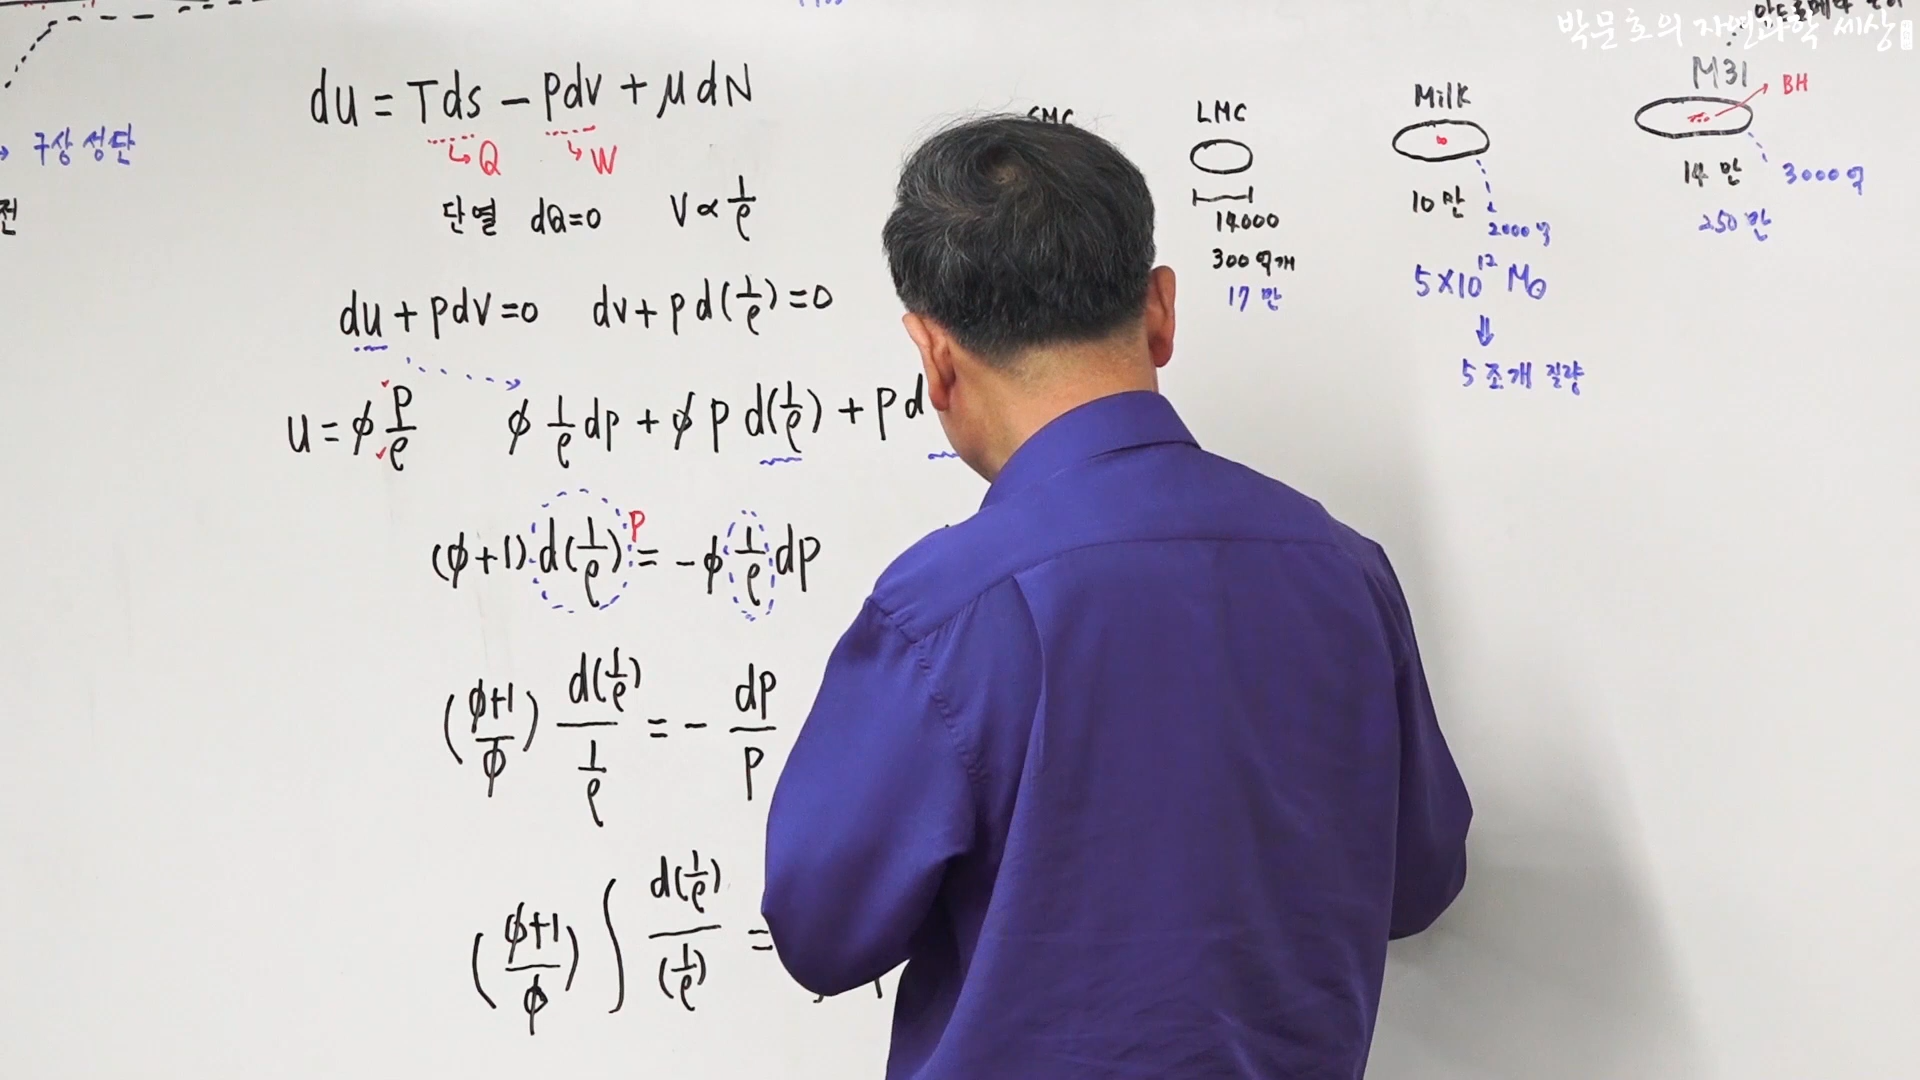 박문호의 자연과학 세상
du = Tds - Pdv + μdN
Q
W
단열 dQ=0 V∝1/ρ
du + pdV=0 dv + p d(1/ρ)=0
u = φ P/ρ φ 1/ρ dp + φ p d(1/ρ) + p d
(φ+1) d(1/ρ) P = -φ 1/ρ dp
(φ+1/φ) d(1/ρ)/(1/ρ) = - dP/P
(φ+1/φ) ∫ d(1/ρ)/(1/ρ) =
→ 구상 성단
전
SMC
LMC
14000
300억개
17만
Milk
10만
2000억
5×10¹² M⊙
⇓
5 조개 질량
M31
BH
14만
3000억
250만